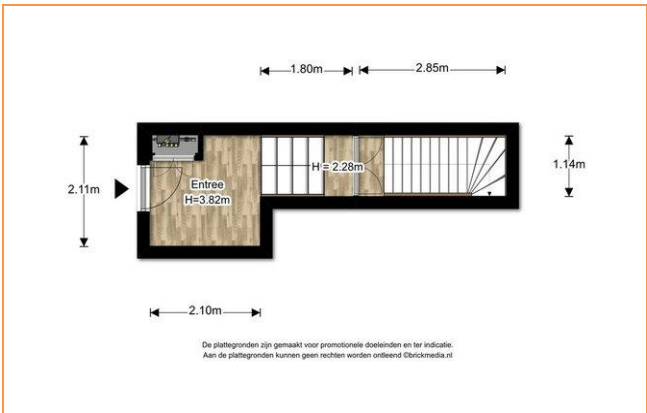 1.80m
2.85m
2.11m
Entree
H=3.82m
H = 2.28m
1.14m
2.10m
De plattegronden zijn gemaakt voor promotionele doeleinden en ter indicatie.
Aan de plattegronden kunnen geen rechten worden ontleend ©brickmedia.nl